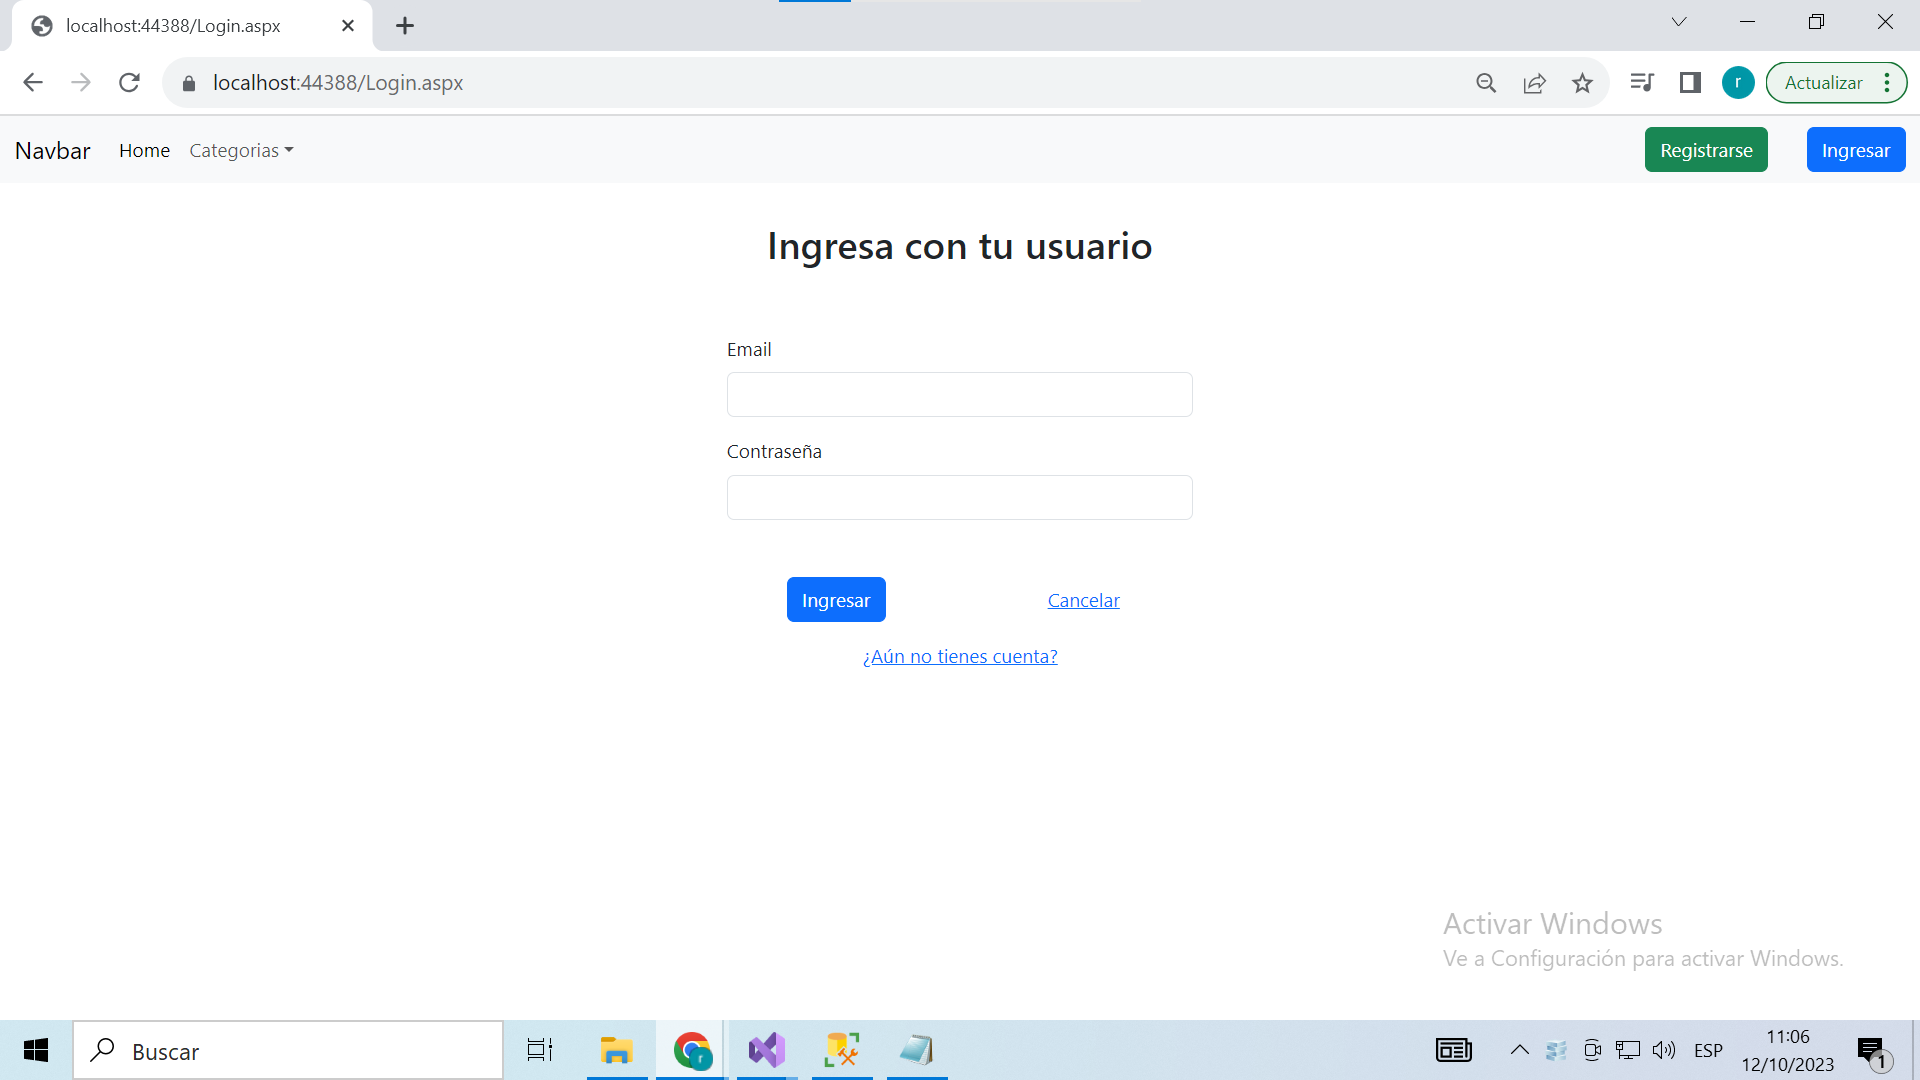 localhost:44388/Login.aspx
localhost:44388/Login.aspx
r
Actualizar
Navbar
Home
Categorias
Registrarse
Ingresar
Ingresa con tu usuario
Email
Contraseña
Ingresar
Cancelar
¿Aún no tienes cuenta?
Activar Windows
Ve a Configuración para activar Windows.
Buscar
r
ESP
11:06
12/10/2023
1